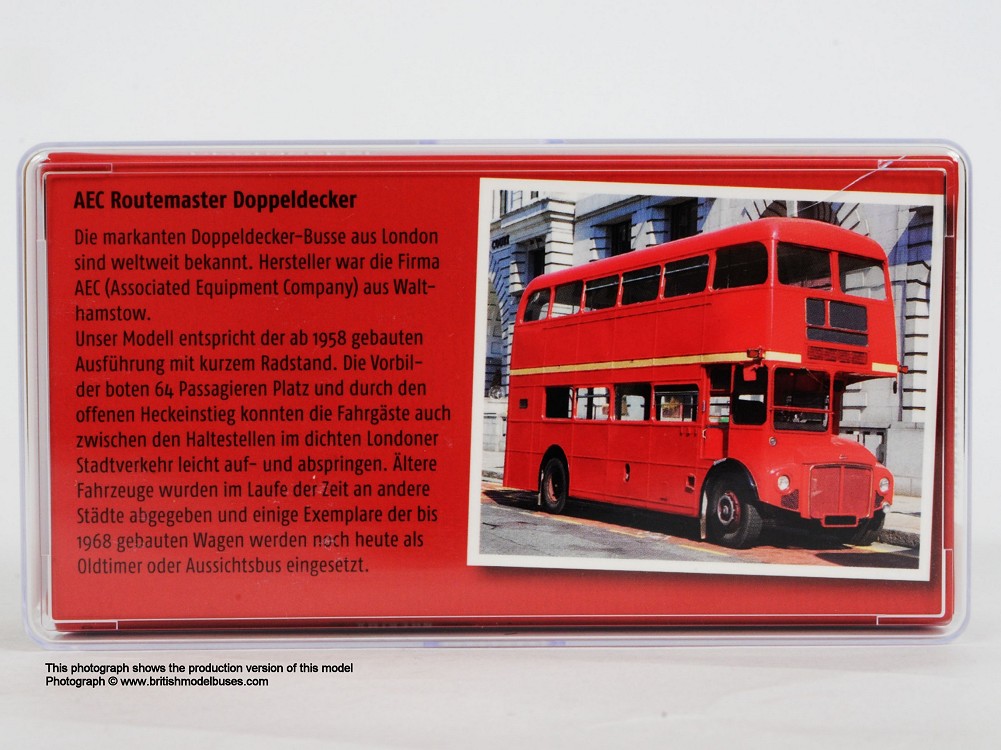 AEC Routemaster Doppeldecker
Die markanten Doppeldecker-Busse aus London
sind weltweit bekannt. Hersteller war die Firma
AEC (Associated Equipment Company) aus Walt-
hamstow.
Unser Modell entspricht der ab 1958 gebauten
Ausführung mit kurzem Radstand. Die Vorbil-
der boten 64 Passagieren Platz und durch den
offenen Heckeinstieg konnten die Fahrgäste auch
zwischen den Haltestellen im dichten Londoner
Stadtverkehr leicht auf- und abspringen. Ältere
Fahrzeuge wurden im Laufe der Zeit an andere
Städte abgegeben und einige Exemplare der bis
1968 gebauten Wagen werden noch heute als
Oldtimer oder Aussichtsbus eingesetzt.
This photograph shows the production version of this model
Photograph © www.britishmodelbuses.com